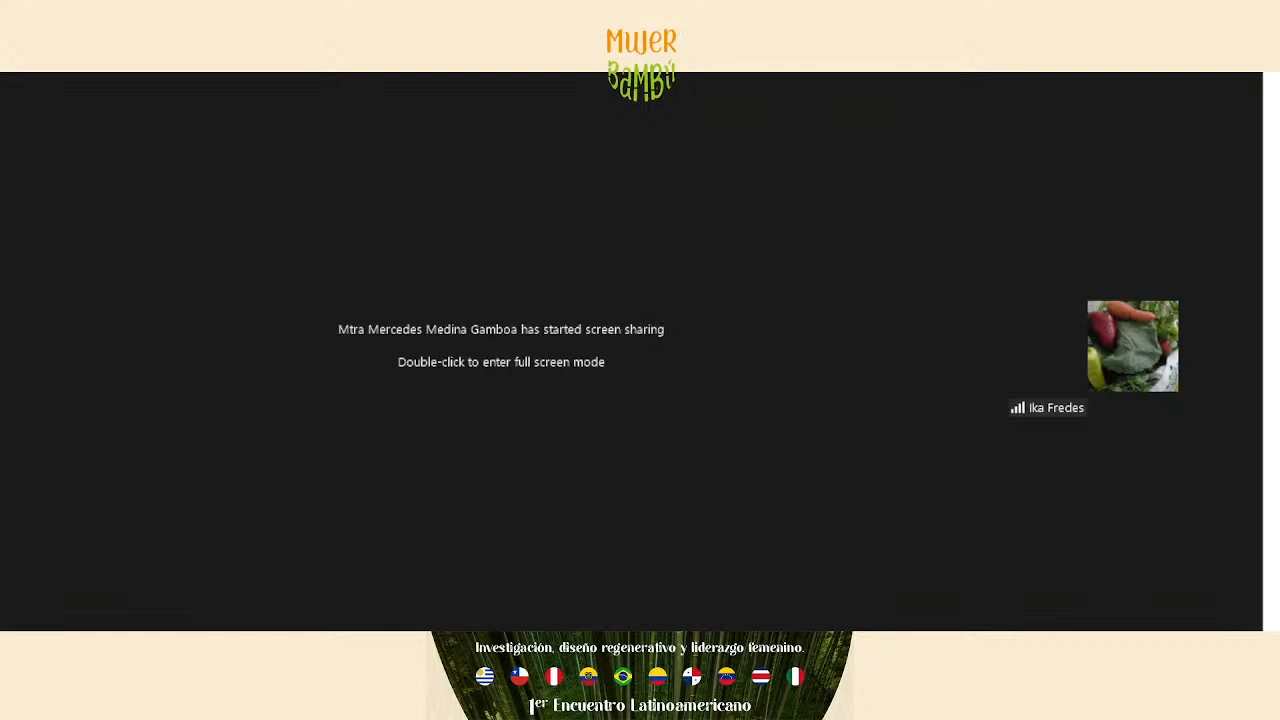 MUJER
BAMBÚ
Mtra Mercedes Medina Gamboa has started screen sharing
Double-click to enter full screen mode
Ika Fredes
Investigación, diseño regenerativo y liderazgo femenino.
1er Encuentro Latinoamericano